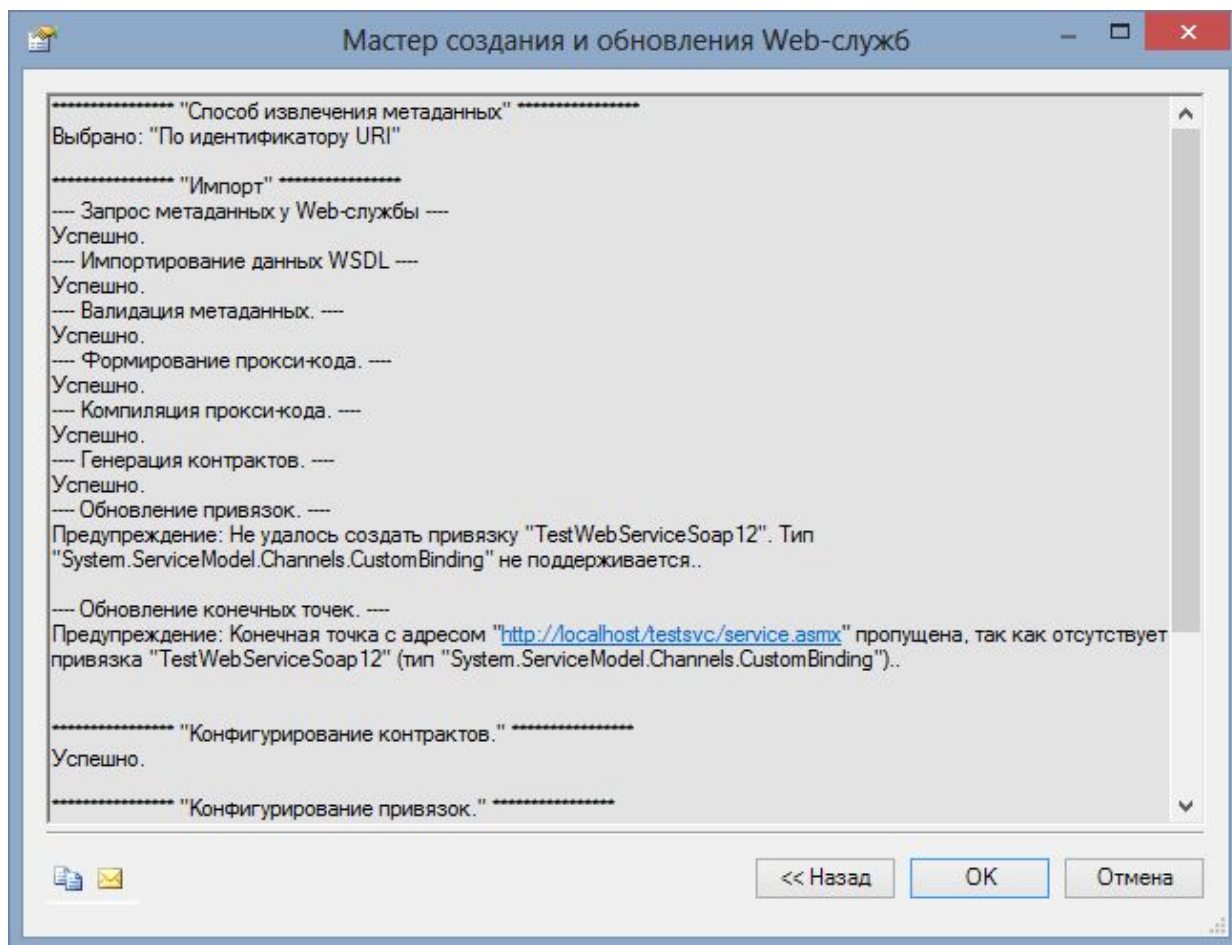 Мастер создания и обновления Web-служб
**************** "Способ извлечения метаданных" ****************
Выбрано: "По идентификатору URI"
**************** "Импорт" ****************
---- Запрос метаданных у Web-службы ----
Успешно.
---- Импортирование данных WSDL ----
Успешно.
---- Валидация метаданных. ----
Успешно.
---- Формирование прокси-кода. ----
Успешно.
---- Компиляция прокси-кода. ----
Успешно.
---- Генерация контрактов. ----
Успешно.
---- Обновление привязок. ----
Предупреждение: Не удалось создать привязку "TestWebServiceSoap12". Тип
"System.ServiceModel.Channels.CustomBinding" не поддерживается..
---- Обновление конечных точек. ----
Предупреждение: Конечная точка с адресом "http://localhost/testsvc/service.asmx" пропущена, так как отсутствует
привязка "TestWebServiceSoap12" (тип "System.ServiceModel.Channels.CustomBinding")..
**************** "Конфигурирование контрактов." ****************
Успешно.
**************** "Конфигурирование привязок." ****************
<< Назад
OK
Отмена